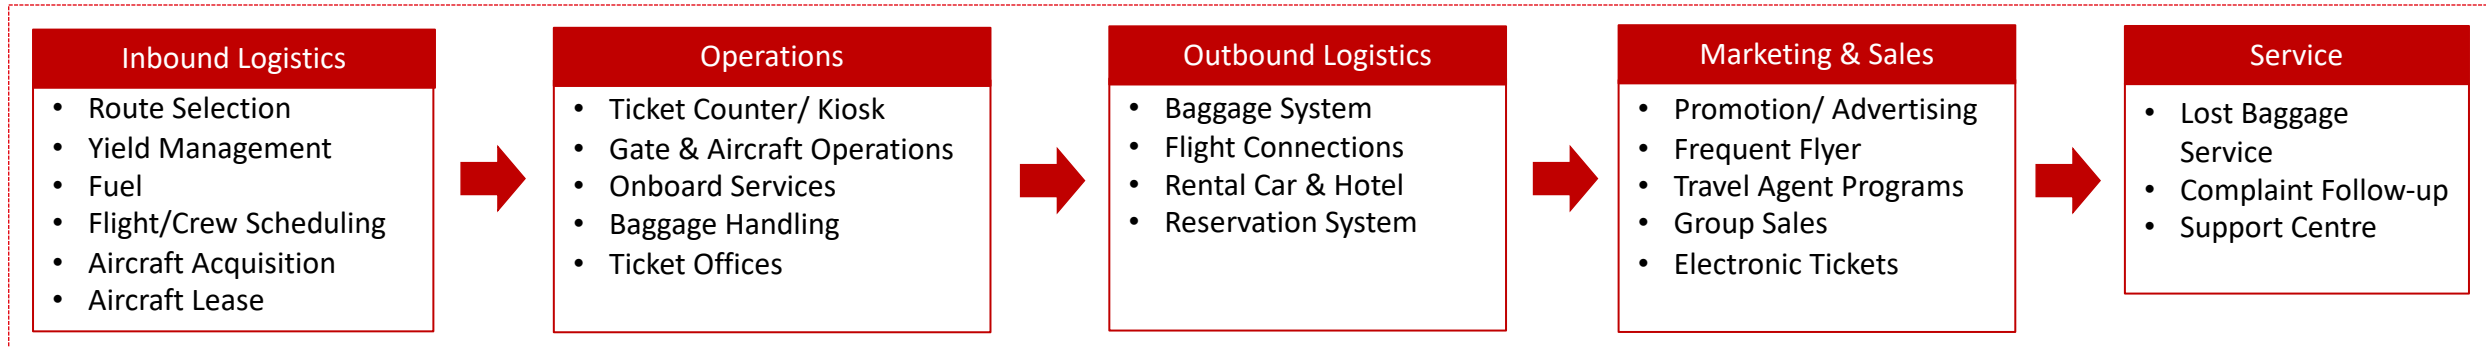 Inbound Logistics
• Route Selection
• Yield Management
• Fuel
• Flight/Crew Scheduling
• Aircraft Acquisition
• Aircraft Lease
Operations
• Ticket Counter/ Kiosk
• Gate & Aircraft Operations
• Onboard Services
• Baggage Handling
• Ticket Offices
Outbound Logistics
• Baggage System
• Flight Connections
• Rental Car & Hotel
• Reservation System
Marketing & Sales
• Promotion/ Advertising
• Frequent Flyer
• Travel Agent Programs
• Group Sales
• Electronic Tickets
Service
• Lost Baggage
Service
• Complaint Follow-up
• Support Centre